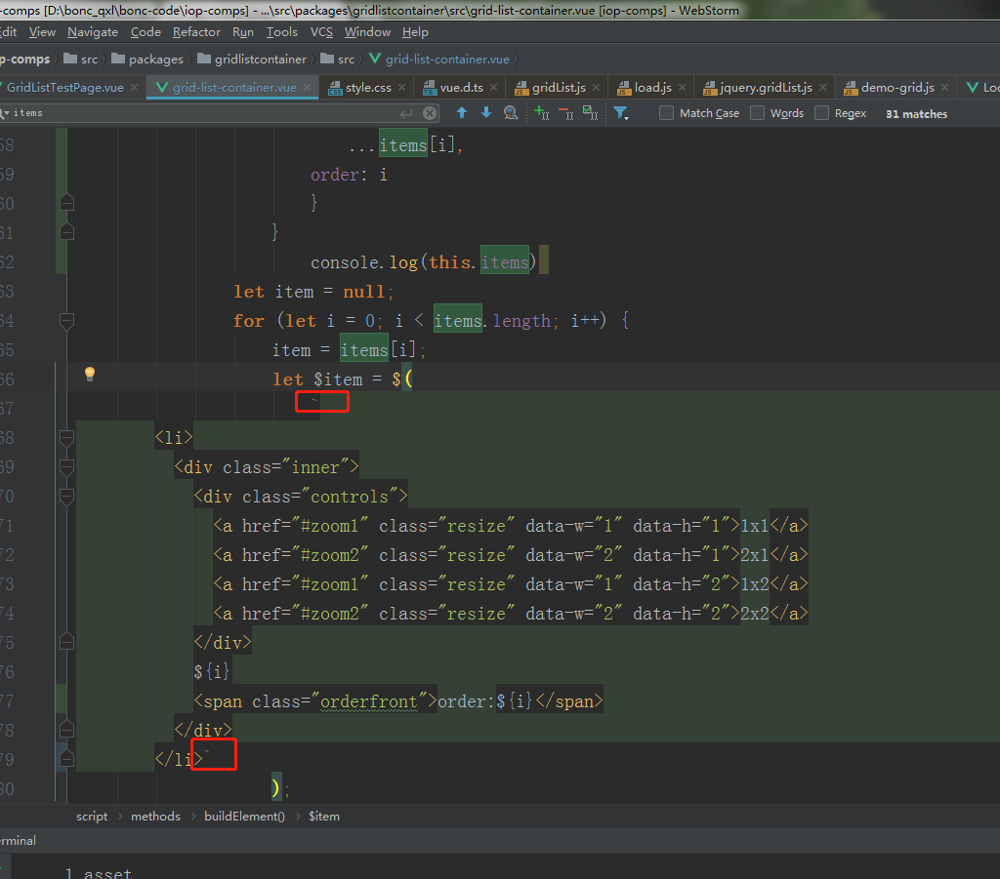 -comps [D:\bonc_qxl\bonc-code\iop-comps] - ...\src\packages\gridlistcontainer\src\grid-list-container.vue [iop-comps] - WebStorm
dit View Navigate Code Refactor Run Tools VCS Window Help
p-comps src packages gridlistcontainer src grid-list-container.vue
GridListTestPage.vue × grid-list-container.vue × style.css × vue.d.ts × gridList.js × load.js × jquery.gridList.js × demo-grid.js × Loc
items Match Case Words Regex 31 matches
58 ...items[i],
59 order: i
60 }
61 }
62 console.log(this.items)
63 let item = null;
64 for (let i = 0; i < items.length; i++) {
65 item = items[i];
66 let $item = $(
67 `
68 <li>
69 <div class="inner">
70 <div class="controls">
71 <a href="#zoom1" class="resize" data-w="1" data-h="1">1x1</a>
72 <a href="#zoom2" class="resize" data-w="2" data-h="1">2x1</a>
73 <a href="#zoom1" class="resize" data-w="1" data-h="2">1x2</a>
74 <a href="#zoom2" class="resize" data-w="2" data-h="2">2x2</a>
75 </div>
76 ${i}
77 <span class="orderfront">order:${i}</span>
78 </div>
79 </li>`
80 );
script › methods › buildElement() › $item
erminal
1 asset